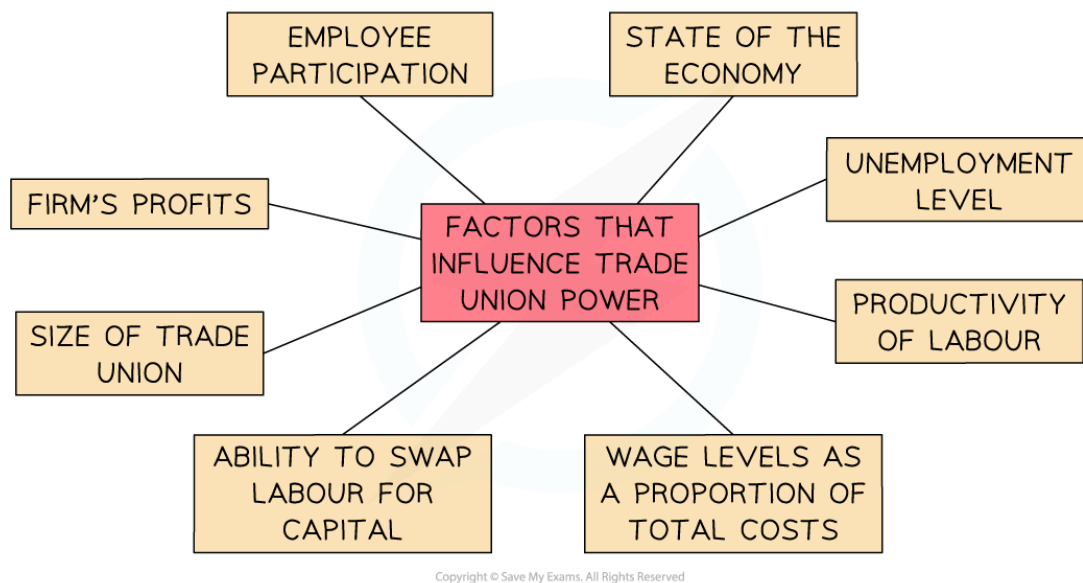 EMPLOYEE
PARTICIPATION
STATE OF THE
ECONOMY
UNEMPLOYMENT
LEVEL
FIRM'S PROFITS
FACTORS THAT
INFLUENCE TRADE
UNION POWER
PRODUCTIVITY
OF LABOUR
SIZE OF TRADE
UNION
ABILITY TO SWAP
LABOUR FOR
CAPITAL
WAGE LEVELS AS
A PROPORTION OF
TOTAL COSTS
Copyright © Save My Exams. All Rights Reserved